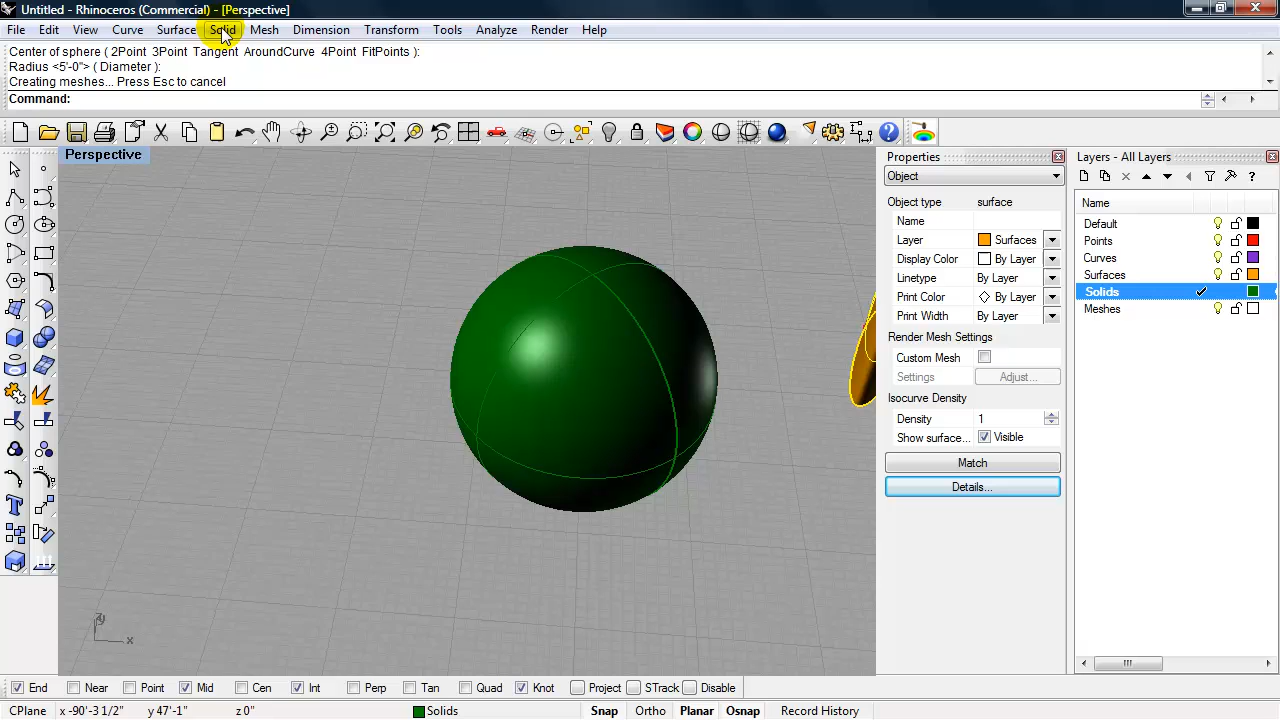 Untitled - Rhinoceros (Commercial) - [Perspective]
File Edit View Curve Surface Solid Mesh Dimension Transform Tools Analyze Render Help
Center of sphere ( 2Point 3Point Tangent AroundCurve 4Point FitPoints ):
Radius <5'-0"> ( Diameter ):
Creating meshes... Press Esc to cancel
Command:
Perspective
Properties
Object
Object type surface
Name
Layer Surfaces
Display Color By Layer
Linetype By Layer
Print Color By Layer
Print Width By Layer
Render Mesh Settings
Custom Mesh
Settings Adjust...
Isocurve Density
Density 1
Show surface... Visible
Match
Details...
Layers - All Layers
Name
Default
Points
Curves
Surfaces
Solids
Meshes
x
End Near Point Mid Cen Int Perp Tan Quad Knot Project STrack Disable
CPlane x -90'-3 1/2" y 47'-1" z 0" Solids Snap Ortho Planar Osnap Record History